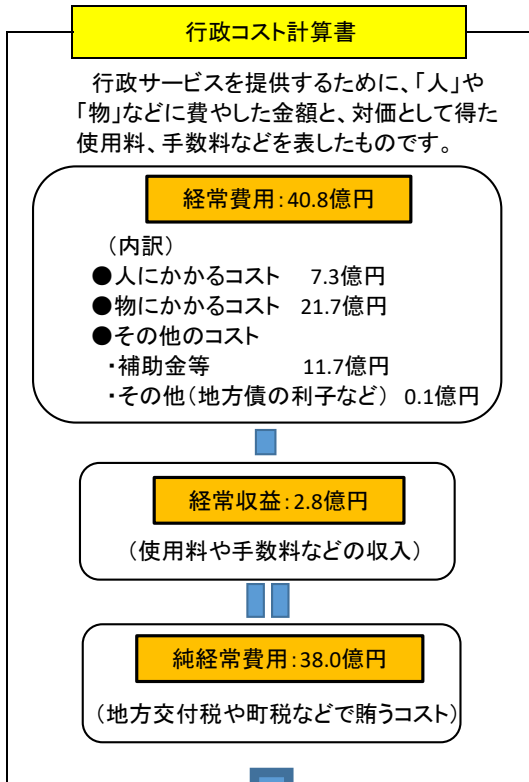 行政コスト計算書
行政サービスを提供するために、「人」や
「物」などに費やした金額と、対価として得た
使用料、手数料などを表したものです。
経常費用：40.8億円
（内訳）
●人にかかるコスト 7.3億円
●物にかかるコスト 21.7億円
●その他のコスト
・補助金等 11.7億円
・その他（地方債の利子など） 0.1億円
経常収益：2.8億円
（使用料や手数料などの収入）
純経常費用：38.0億円
（地方交付税や町税などで賄うコスト）